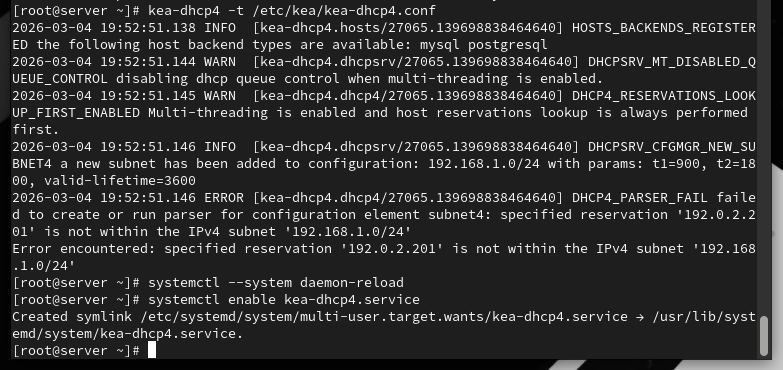 [root@server ~]# kea-dhcp4 -t /etc/kea/kea-dhcp4.conf
2026-03-04 19:52:51.138 INFO  [kea-dhcp4.hosts/27065.139698838464640] HOSTS_BACKENDS_REGISTER
ED the following host backend types are available: mysql postgresql
2026-03-04 19:52:51.144 WARN  [kea-dhcp4.dhcpsrv/27065.139698838464640] DHCPSRV_MT_DISABLED_Q
UEUE_CONTROL disabling dhcp queue control when multi-threading is enabled.
2026-03-04 19:52:51.145 WARN  [kea-dhcp4.dhcp4/27065.139698838464640] DHCP4_RESERVATIONS_LOOK
UP_FIRST_ENABLED Multi-threading is enabled and host reservations lookup is always performed
first.
2026-03-04 19:52:51.146 INFO  [kea-dhcp4.dhcpsrv/27065.139698838464640] DHCPSRV_CFGMGR_NEW_SU
BNET4 a new subnet has been added to configuration: 192.168.1.0/24 with params: t1=900, t2=18
00, valid-lifetime=3600
2026-03-04 19:52:51.146 ERROR [kea-dhcp4.dhcp4/27065.139698838464640] DHCP4_PARSER_FAIL faile
d to create or run parser for configuration element subnet4: specified reservation '192.0.2.2
01' is not within the IPv4 subnet '192.168.1.0/24'
Error encountered: specified reservation '192.0.2.201' is not within the IPv4 subnet '192.168
.1.0/24'
[root@server ~]# systemctl --system daemon-reload
[root@server ~]# systemctl enable kea-dhcp4.service
Created symlink /etc/systemd/system/multi-user.target.wants/kea-dhcp4.service → /usr/lib/syst
emd/system/kea-dhcp4.service.
[root@server ~]#